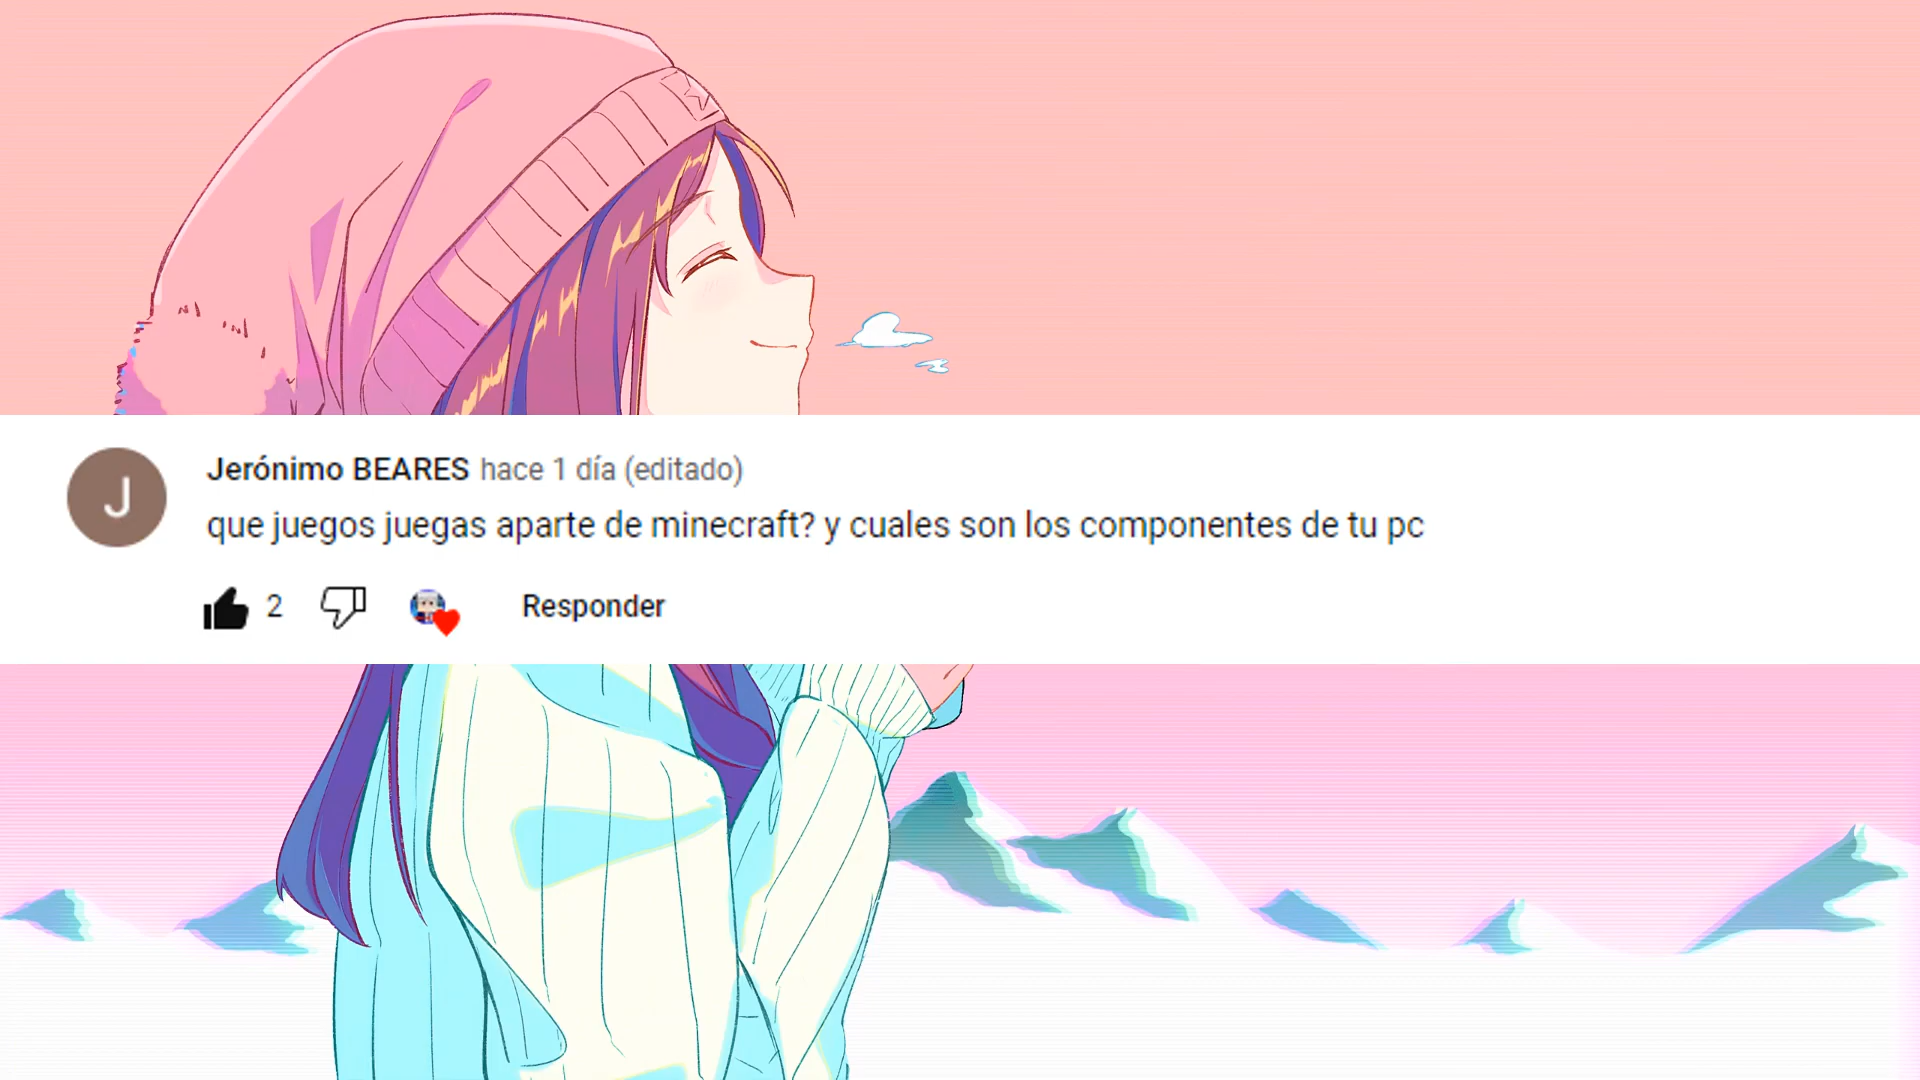 J
Jerónimo BEARES hace 1 día (editado)
que juegos juegas aparte de minecraft? y cuales son los componentes de tu pc
2 Responder